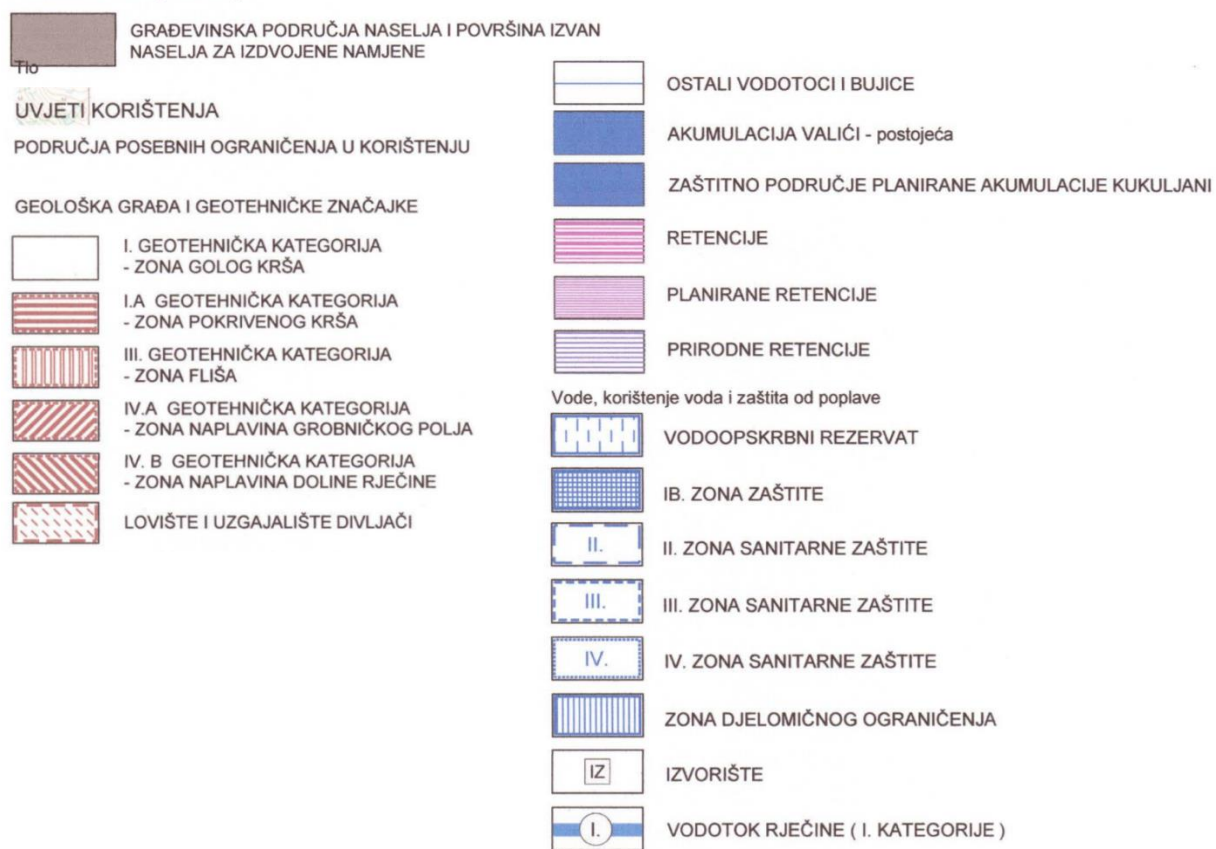 GRAĐEVINSKA PODRUČJA NASELJA I POVRŠINA IZVAN
NASELJA ZA IZDVOJENE NAMJENE
Tlo
UVJETI KORIŠTENJA
PODRUČJA POSEBNIH OGRANIČENJA U KORIŠTENJU
GEOLOŠKA GRAĐA I GEOTEHNIČKE ZNAČAJKE
I. GEOTEHNIČKA KATEGORIJA
- ZONA GOLOG KRŠA
I.A GEOTEHNIČKA KATEGORIJA
- ZONA POKRIVENOG KRŠA
III. GEOTEHNIČKA KATEGORIJA
- ZONA FLIŠA
IV.A GEOTEHNIČKA KATEGORIJA
- ZONA NAPLAVINA GROBNIČKOG POLJA
IV. B GEOTEHNIČKA KATEGORIJA
- ZONA NAPLAVINA DOLINE RJEČINE
LOVIŠTE I UZGAJALIŠTE DIVLJAČI
OSTALI VODOTOCI I BUJICE
AKUMULACIJA VALIĆI - postojeća
ZAŠTITNO PODRUČJE PLANIRANE AKUMULACIJE KUKULJANI
RETENCIJE
PLANIRANE RETENCIJE
PRIRODNE RETENCIJE
Vode, korištenje voda i zaštita od poplave
VODOOPSKRBNI REZERVAT
IB. ZONA ZAŠTITE
II. II. ZONA SANITARNE ZAŠTITE
III. III. ZONA SANITARNE ZAŠTITE
IV. IV. ZONA SANITARNE ZAŠTITE
ZONA DJELOMIČNOG OGRANIČENJA
IZ IZVORIŠTE
I. VODOTOK RJEČINE ( I. KATEGORIJE )